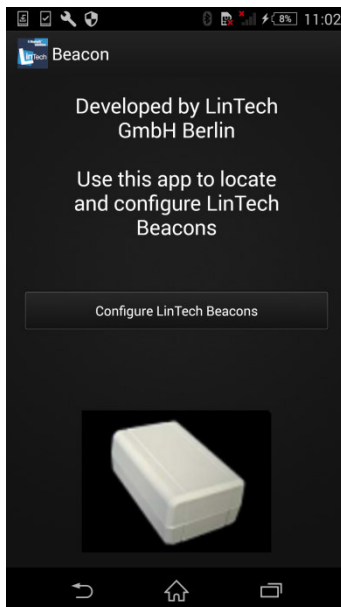 8% 11:02
LinTech Beacon
Developed by LinTech
GmbH Berlin
Use this app to locate
and configure LinTech
Beacons
Configure LinTech Beacons